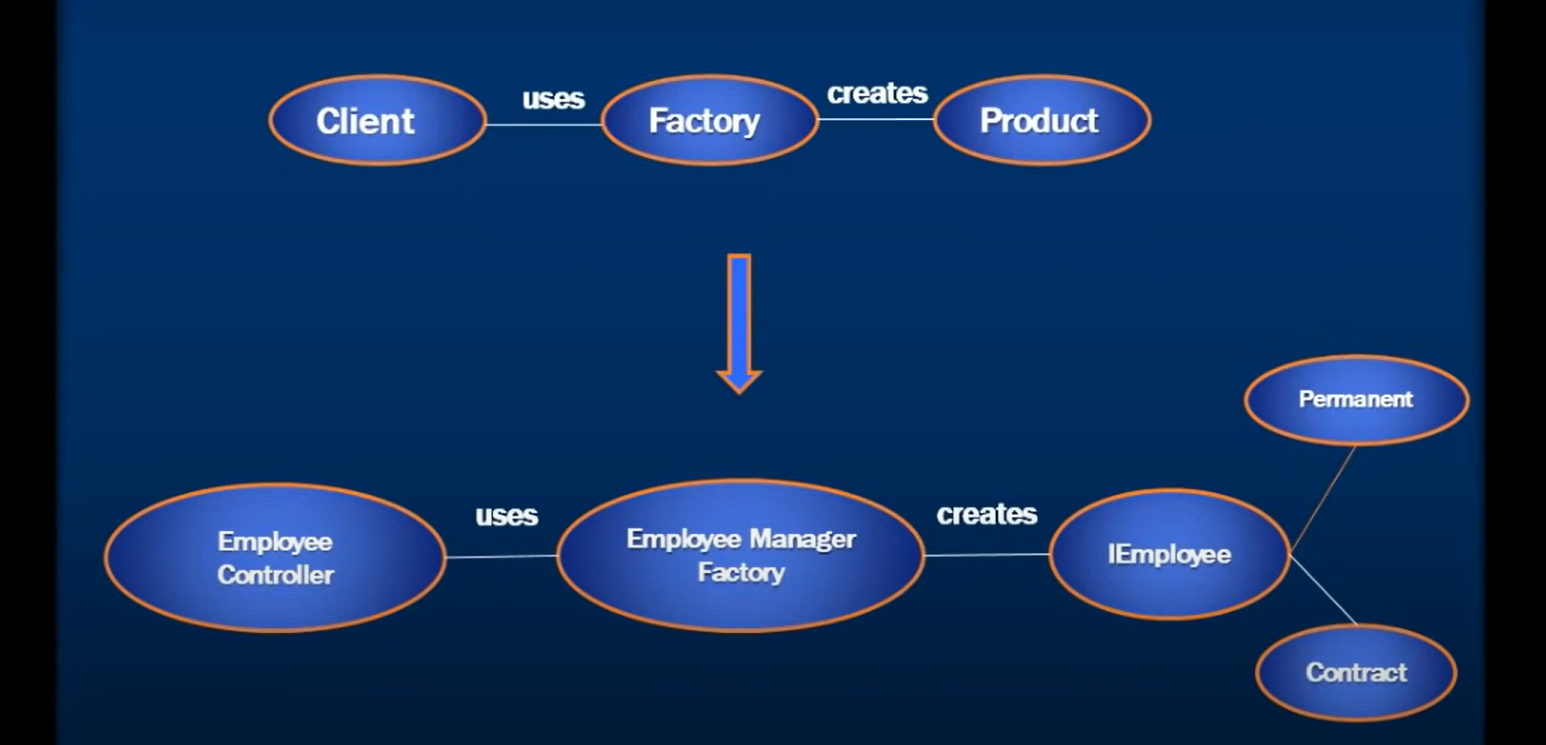 uses
creates
Client
Factory
Product
Permanent
uses
creates
Employee
Controller
Employee Manager
Factory
IEmployee
Contract